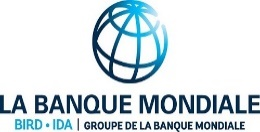 LA BANQUE MONDIALE
BIRD • IDA | GROUPE DE LA BANQUE MONDIALE